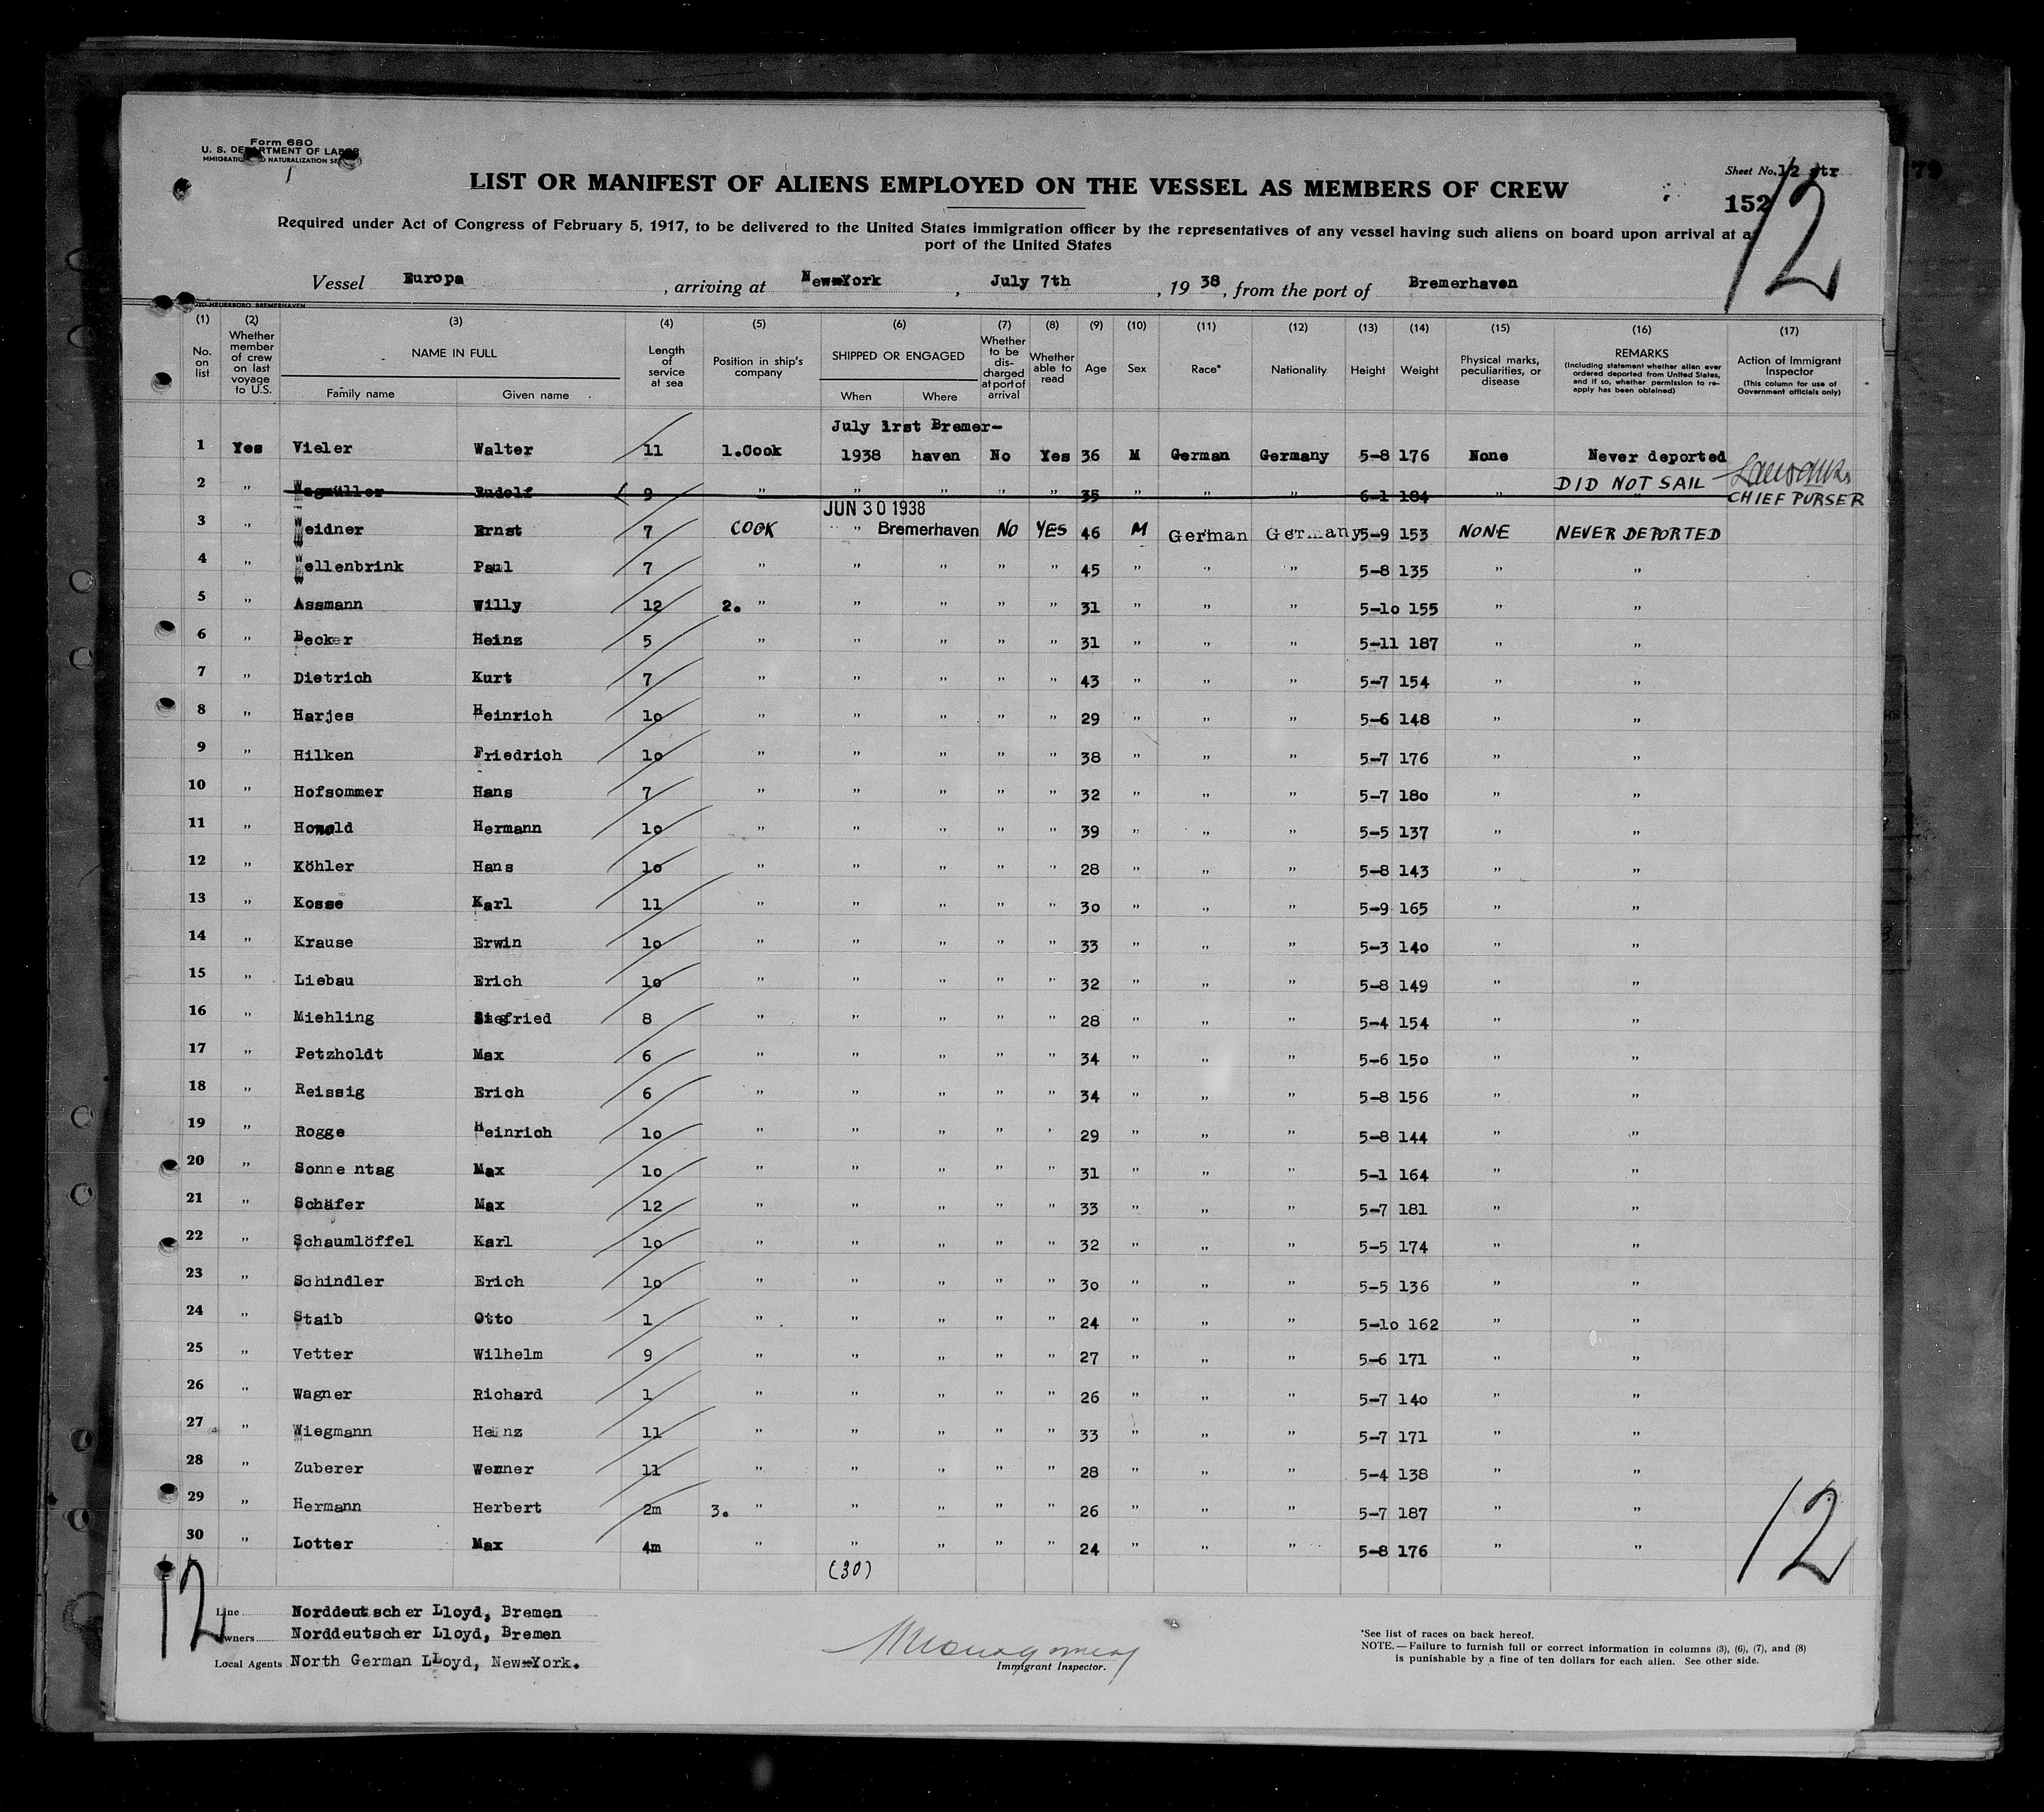 Form 680
U. S. DEPARTMENT OF LABOR
IMMIGRATION AND NATURALIZATION SE
Sheet No. 12 str
79
LIST OR MANIFEST OF ALIENS EMPLOYED ON THE VESSEL AS MEMBERS OF CREW
152
12
Required under Act of Congress of February 5, 1917, to be delivered to the United States immigration officer by the representatives of any vessel having such aliens on board upon arrival at a
port of the United States
Vessel Europa , arriving at New-York , July 7th , 19 38, from the port of Bremerhaven
(1) (2) (3) (4) (5) (6) (7) (8) (9) (10) (11) (12) (13) (14) (15) (16) (17)
No. on list Whether member of crew on last voyage to U.S. NAME IN FULL Family name Given name Length of service at sea Position in ship's company SHIPPED OR ENGAGED When Where Whether to be discharged at port of arrival Whether able to read Age Sex Race* Nationality Height Weight Physical marks, peculiarities, or disease REMARKS (Including statement whether alien ever ordered deported from United States, and if so, whether permission to re-apply has been obtained) Action of Immigrant Inspector (This column for use of Government officials only)
July 1rst Bremer-
1 Yes Vieler Walter 11 1.Cook 1938 haven No Yes 36 M German Germany 5-8 176 None Never deported
2 " Wagmüller Rudolf 9 " " " " " 35 " " " 6-1 184 " DID NOT SAIL "
CHIEF PURSER
JUN 30 1938
3 " Weidner Ernst 7 COOK " Bremerhaven NO YES 46 M German Germany 5-9 153 NONE NEVER DEPORTED
4 " Wellenbrink Paul 7 " " " " " 45 " " " 5-8 135 " "
5 " Assmann Willy 12 2. " " " " " 31 " " " 5-10 155 " "
6 " Becker Heinz 5 " " " " " 31 " " " 5-11 187 " "
7 " Dietrich Kurt 7 " " " " " 43 " " " 5-7 154 " "
8 " Harjes Heinrich 10 " " " " " 29 " " " 5-6 148 " "
9 " Hilken Friedrich 10 " " " " " 38 " " " 5-7 176 " "
10 " Hofsommer Hans 7 " " " " " 32 " " " 5-7 180 " "
11 " Howald Hermann 10 " " " " " 39 " " " 5-5 137 " "
12 " Köhler Hans 10 " " " " " 28 " " " 5-8 143 " "
13 " Kosse Karl 11 " " " " " 30 " " " 5-9 165 " "
14 " Krause Erwin 10 " " " " " 33 " " " 5-3 140 " "
15 " Liebau Erich 10 " " " " " 32 " " " 5-8 149 " "
16 " Miehling Siegfried 8 " " " " " 28 " " " 5-4 154 " "
17 " Petzholdt Max 6 " " " " " 34 " " " 5-6 150 " "
18 " Reissig Erich 6 " " " " " 34 " " " 5-8 156 " "
19 " Rogge Heinrich 10 " " " " " 29 " " " 5-8 144 " "
20 " Sonnentag Max 10 " " " " " 31 " " " 5-1 164 " "
21 " Schäfer Max 12 " " " " " 33 " " " 5-7 181 " "
22 " Schaumlöffel Karl 10 " " " " " 32 " " " 5-5 174 " "
23 " Schindler Erich 10 " " " " " 30 " " " 5-5 136 " "
24 " Staib Otto 1 " " " " " 24 " " " 5-10 162 " "
25 " Vetter Wilhelm 9 " " " " " 27 " " " 5-6 171 " "
26 " Wagner Richard 1 " " " " " 26 " " " 5-7 140 " "
27 " Wiegmann Heinz 11 " " " " " 33 " " " 5-7 171 " "
28 " Zuberer Werner 11 " " " " " 28 " " " 5-4 138 " "
29 " Hermann Herbert 2m 3. " " " " " 26 " " " 5-7 187 " "
30 " Lotter Max 4m " " " " " 24 " " " 5-8 176 " "
(30)
12
12
Line Norddeutscher Lloyd, Bremen
Owners Norddeutscher Lloyd, Bremen
Local Agents North German LLoyd, New-York.
Immigrant Inspector.
*See list of races on back hereof.
NOTE.—Failure to furnish full or correct information in columns (3), (6), (7), and (8)
is punishable by a fine of ten dollars for each alien. See other side.